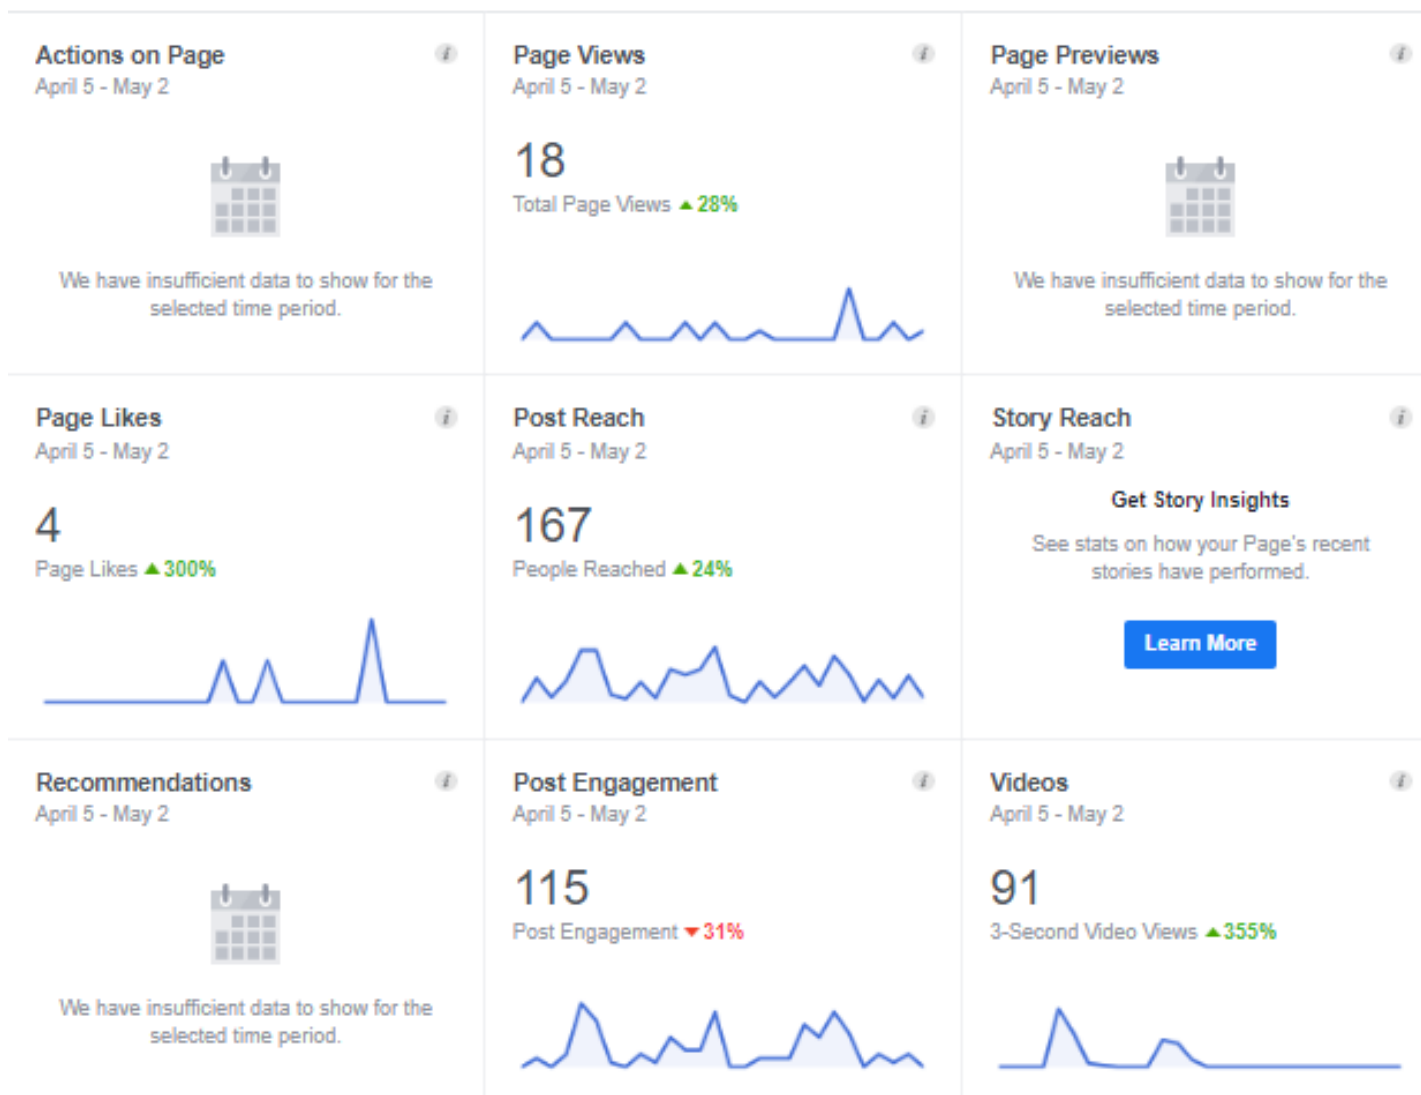 Actions on Page
April 5 - May 2
We have insufficient data to show for the
selected time period.
Page Views
April 5 - May 2
18
Total Page Views ▲ 28%
Page Previews
April 5 - May 2
We have insufficient data to show for the
selected time period.
Page Likes
April 5 - May 2
4
Page Likes ▲ 300%
Post Reach
April 5 - May 2
167
People Reached ▲ 24%
Story Reach
April 5 - May 2
Get Story Insights
See stats on how your Page's recent
stories have performed.
Learn More
Recommendations
April 5 - May 2
We have insufficient data to show for the
selected time period.
Post Engagement
April 5 - May 2
115
Post Engagement ▼ 31%
Videos
April 5 - May 2
91
3-Second Video Views ▲ 355%